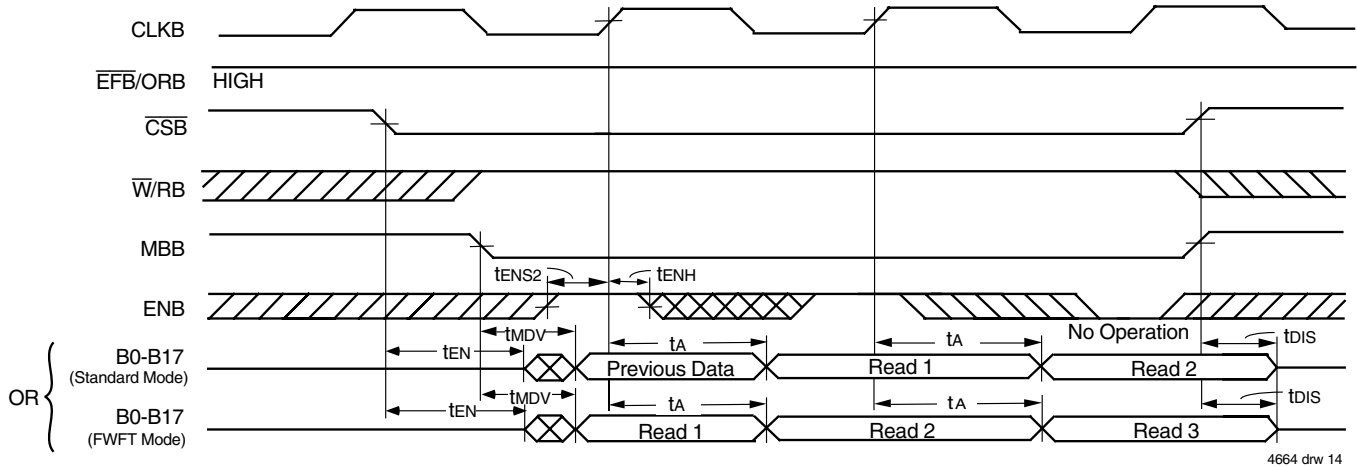 CLKB
EFB/ORB HIGH
CSB
W/RB
MBB
tENS2 tENH
ENB
No Operation
tMDV
tEN tA tA tDIS
B0-B17
(Standard Mode)
Previous Data Read 1 Read 2
OR
tMDV
tEN tA tA tDIS
B0-B17
(FWFT Mode)
Read 1 Read 2 Read 3
4664 drw 14